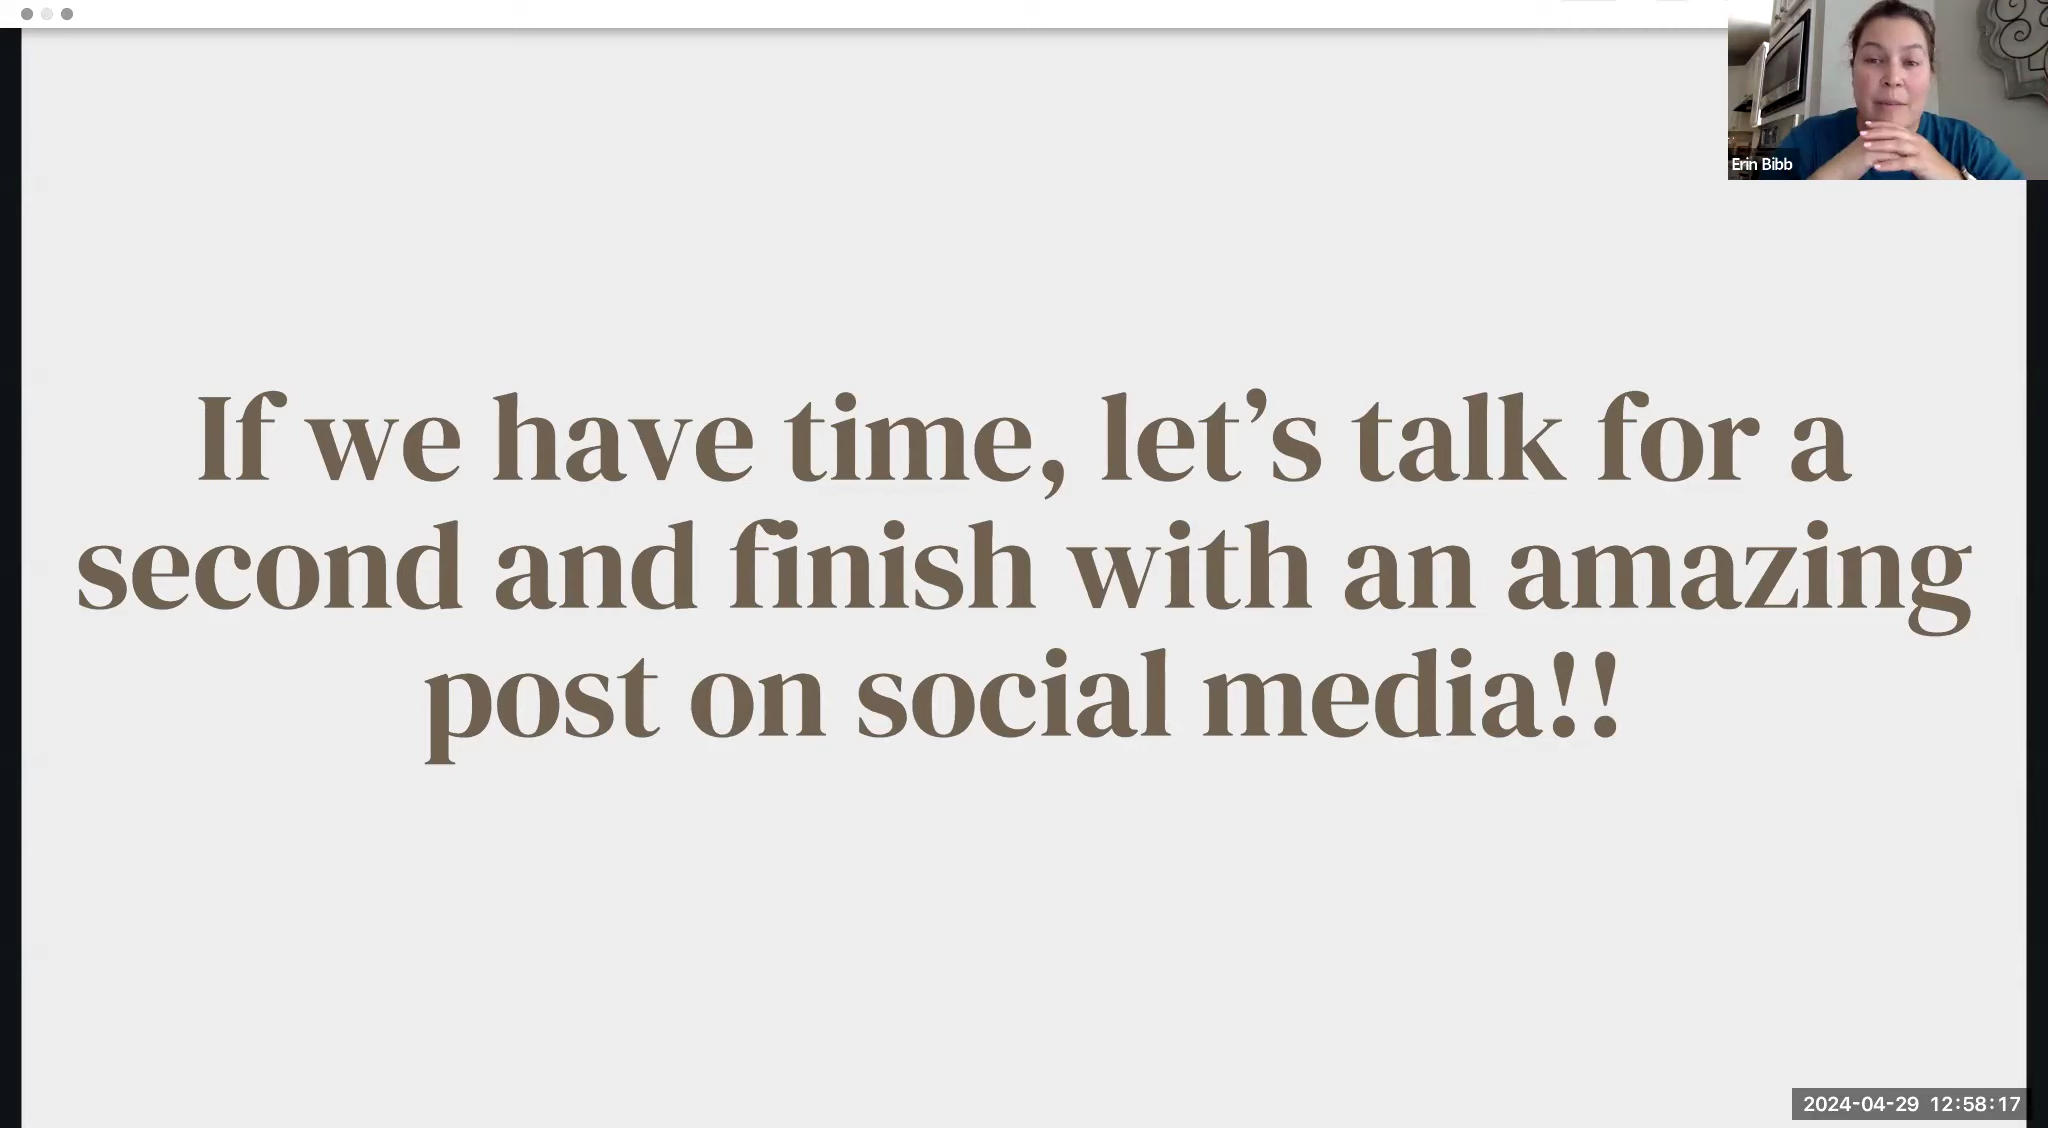 Erin Bibb
If we have time, let’s talk for a
second and finish with an amazing
post on social media!!
2024-04-29 12:58:17